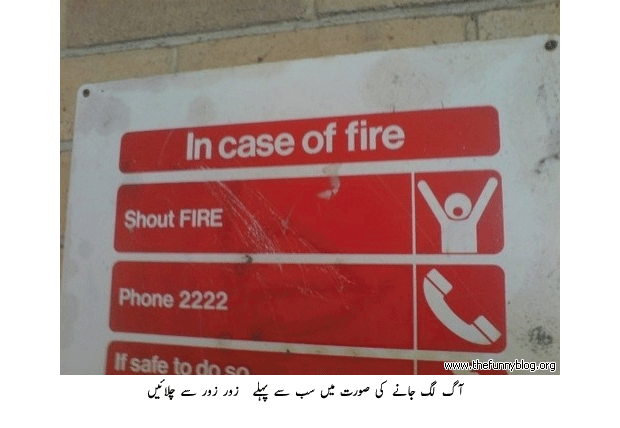 In case of fire
Shout FIRE
Phone 2222
If safe to do so
www.thefunnyblog.org
آگ لگ جانے کی صورت میں سب سے پہلے زور زور سے چلائیں